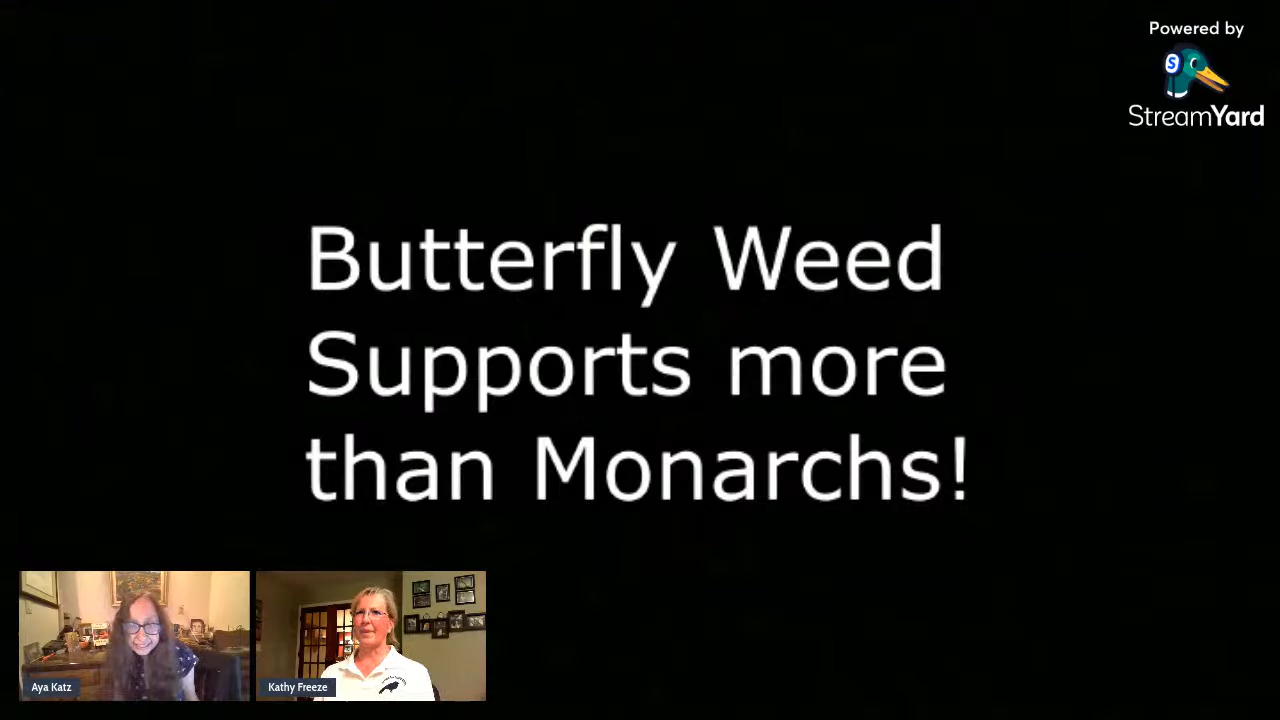 Powered by
S
StreamYard
Butterfly Weed
Supports more
than Monarchs!
Aya Katz
Kathy Freeze